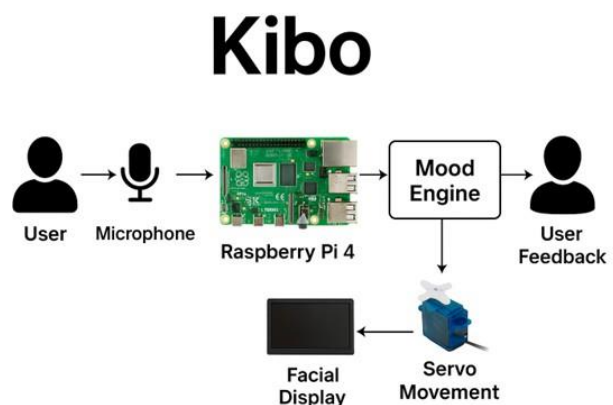 Kibo
User
Microphone
Raspberry Pi 4
Mood
Engine
User
Feedback
Facial
Display
Servo
Movement